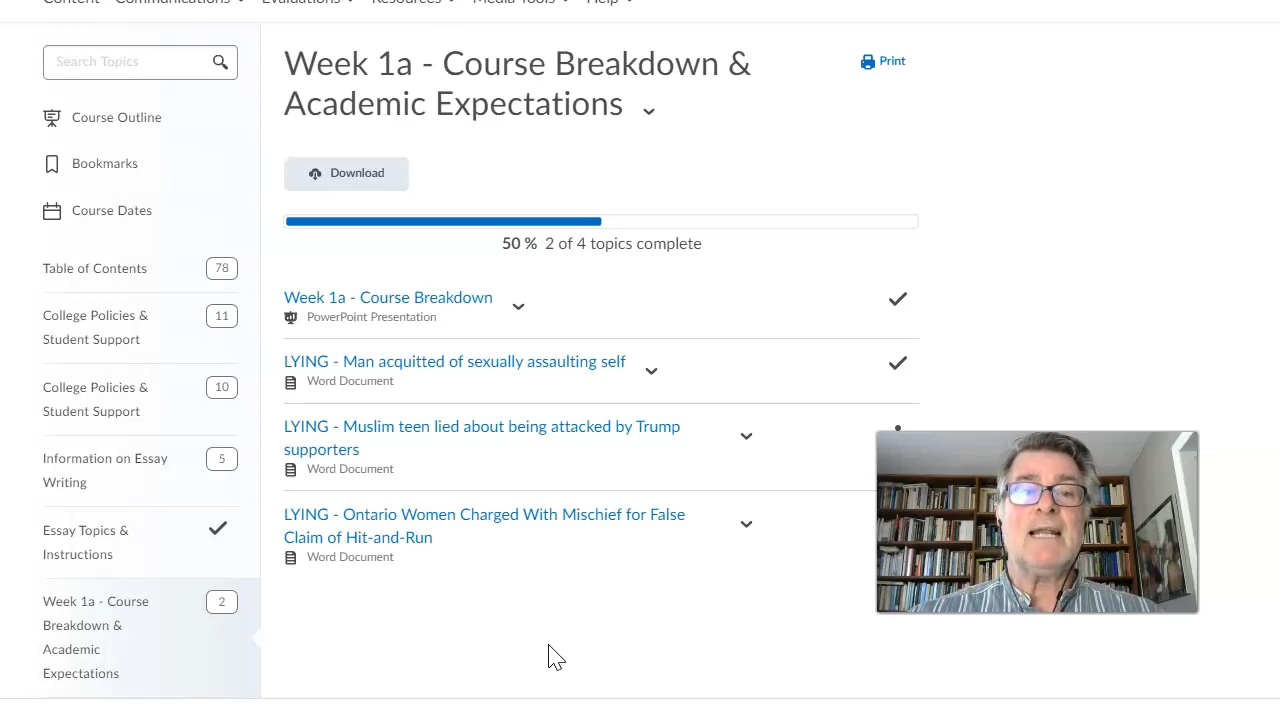 Content Communications Evaluations Resources Media Tools Help
Search Topics
Course Outline
Bookmarks
Course Dates
Table of Contents 78
College Policies & 11
Student Support
College Policies & 10
Student Support
Information on Essay 5
Writing
Essay Topics &
Instructions
Week 1a - Course 2
Breakdown &
Academic
Expectations
Week 1a - Course Breakdown &
Academic Expectations
Print
Download
50 % 2 of 4 topics complete
Week 1a - Course Breakdown
PowerPoint Presentation
LYING - Man acquitted of sexually assaulting self
Word Document
LYING - Muslim teen lied about being attacked by Trump
supporters
Word Document
LYING - Ontario Women Charged With Mischief for False
Claim of Hit-and-Run
Word Document